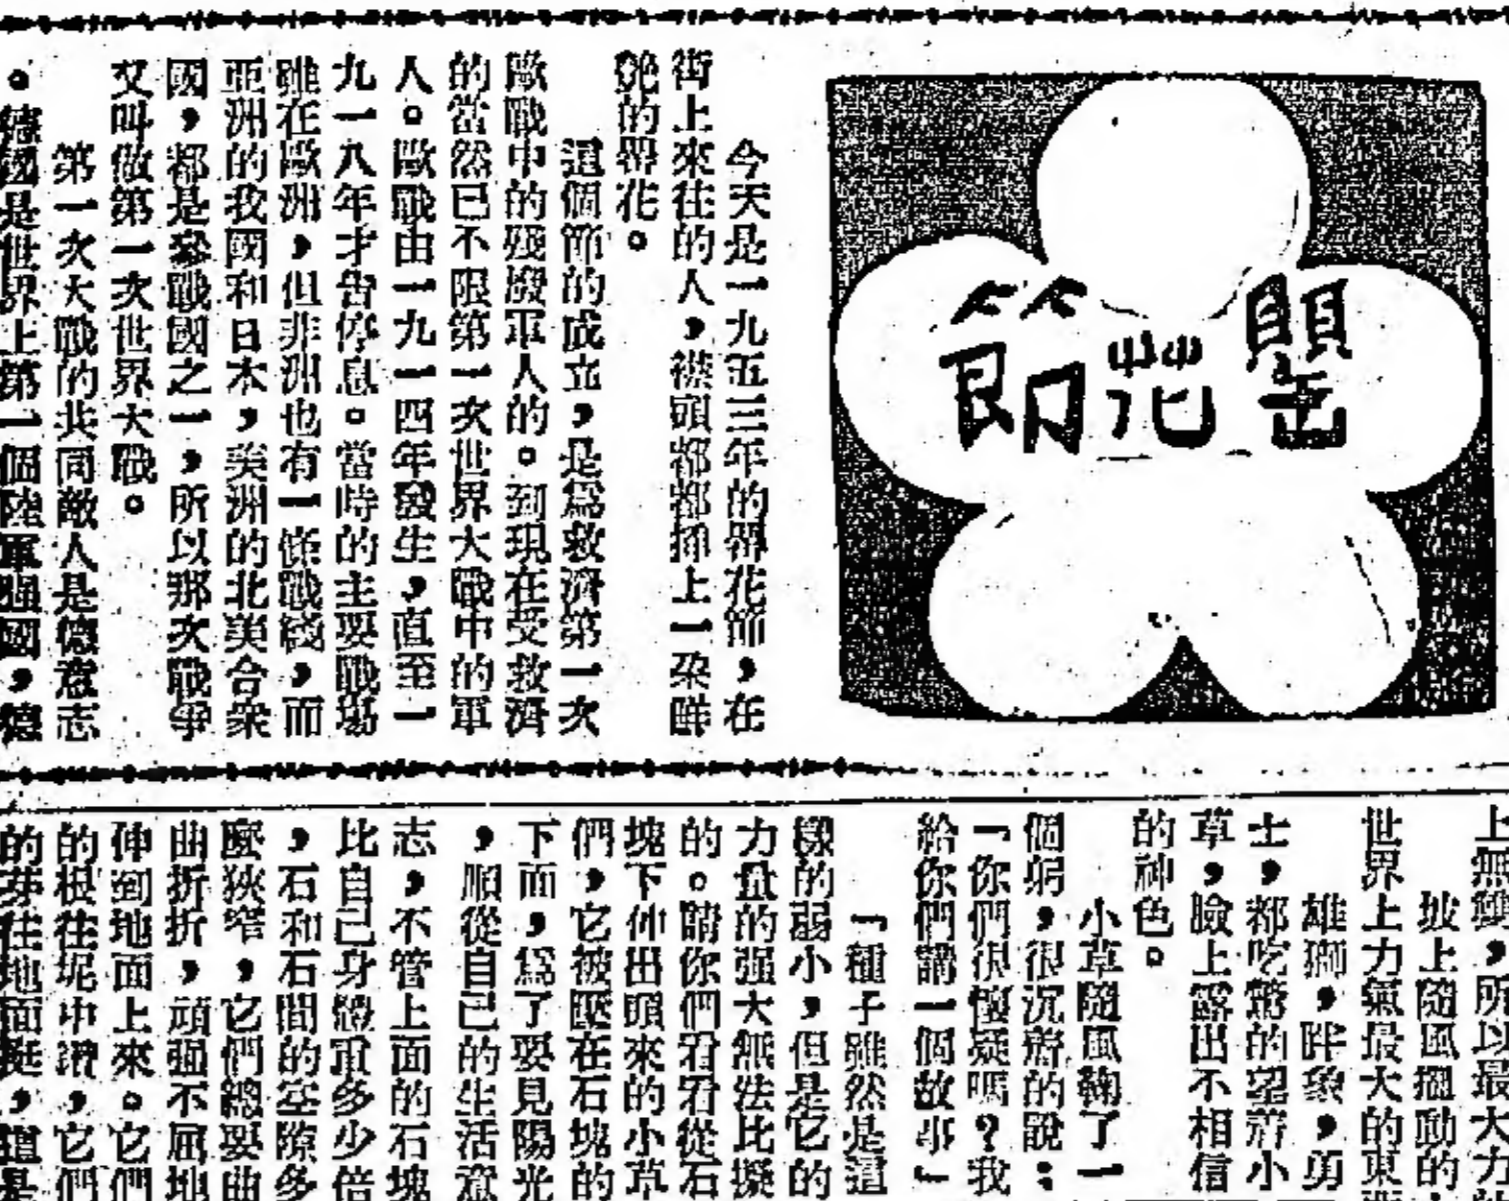 罌花節
今天是一九五三年的罌花節，在
街上來往的人，襟頭都都插上一朶鮮
艷的罌花。
這個節的成立，是爲救濟第一次
歐戰中的殘廢軍人的。到現在受救濟
的當然已不限第一次世界大戰中的軍
人。歐戰由一九一四年發生，直至一
九一八年才告停息。當時的主要戰場
雖在歐洲，但非洲也有一條戰綫，而
亞洲的我國和日本，美洲的北美合衆
國，都是參戰國之一，所以那次戰爭
又叫做第一次世界大戰。
第一次大戰的共同敵人是德意志
。德國是世界上第一個陸軍强國，德
上無雙，所以最大力
坡上隨風搵動的
世界上力氣最大的東
雄獅，胖象，勇
士，都吃驚的望着小
草，臉上露出不相信
的神色。
小草隨風鞠了一
個躬，很沉着的說：
「你們很懷疑嗎？我
給你們講一個故事」
「種子雖然是這
樣的弱小，但是它的
力量的强大無法比擬
的。請你們看看從石
塊下伸出頭來的小草
們，它被壓在石塊的
下面，爲了要見陽光
，順從自己的生活意
志，不管上面的石塊
比自己身體重多少倍
，石和石間的空隙多
麼狹窄，它們總要曲
曲折折，頑强不屈地
伸到地面上來。它們
的根往坭中鑽，它們
的芽往地面挺，這是